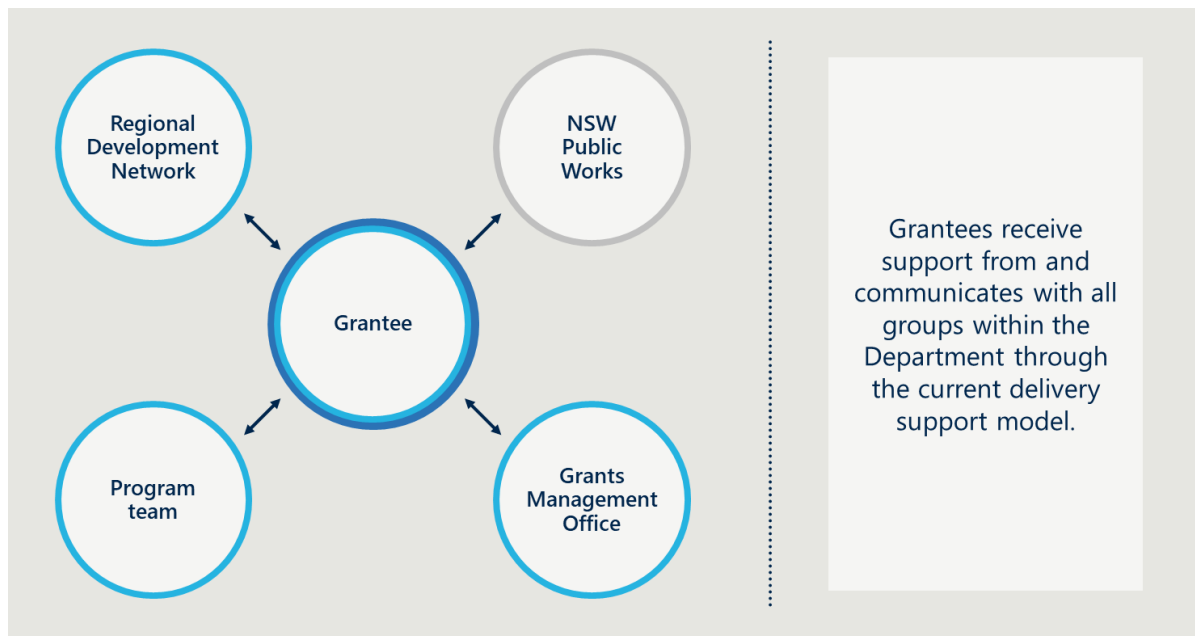 Regional
Development
Network
NSW
Public
Works
Grantee
Program
team
Grants
Management
Office
Grantees receive
support from and
communicates with all
groups within the
Department through
the current delivery
support model.